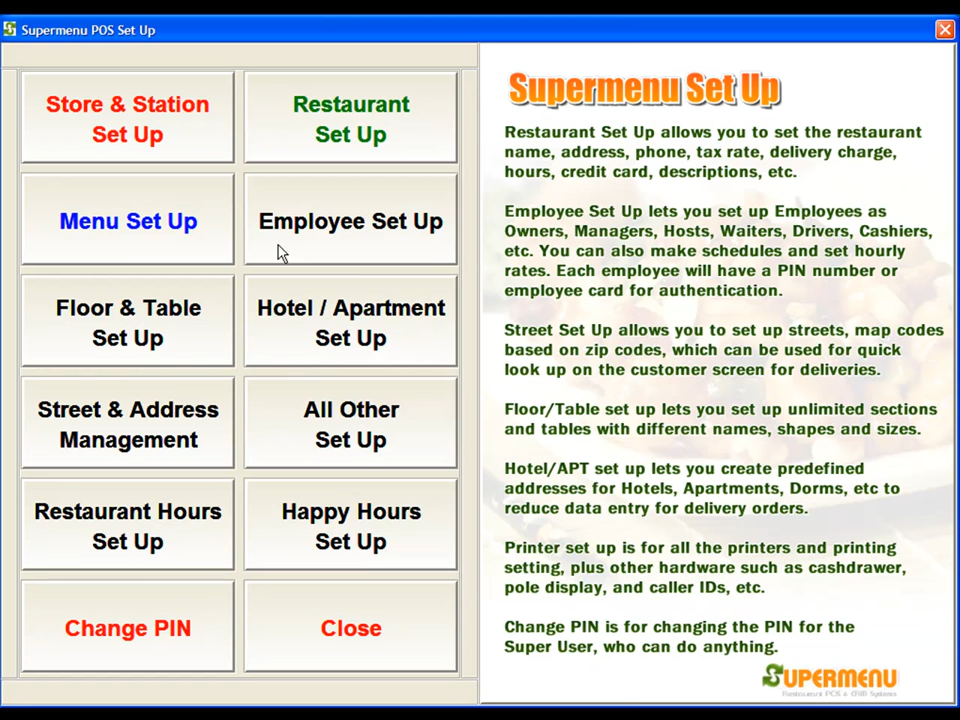 Supermenu POS Set Up
Store & Station
Set Up
Restaurant
Set Up
Menu Set Up
Employee Set Up
Floor & Table
Set Up
Hotel / Apartment
Set Up
Street & Address
Management
All Other
Set Up
Restaurant Hours
Set Up
Happy Hours
Set Up
Change PIN
Close
Supermenu Set Up
Restaurant Set Up allows you to set the restaurant
name, address, phone, tax rate, delivery charge,
hours, credit card, descriptions, etc.
Employee Set Up lets you set up Employees as
Owners, Managers, Hosts, Waiters, Drivers, Cashiers,
etc. You can also make schedules and set hourly
rates. Each employee will have a PIN number or
employee card for authentication.
Street Set Up allows you to set up streets, map codes
based on zip codes, which can be used for quick
look up on the customer screen for deliveries.
Floor/Table set up lets you set up unlimited sections
and tables with different names, shapes and sizes.
Hotel/APT set up lets you create predefined
addresses for Hotels, Apartments, Dorms, etc to
reduce data entry for delivery orders.
Printer set up is for all the printers and printing
setting, plus other hardware such as cashdrawer,
pole display, and caller IDs, etc.
Change PIN is for changing the PIN for the
Super User, who can do anything.
SUPERMENU
Restaurant POS & CRM Systems